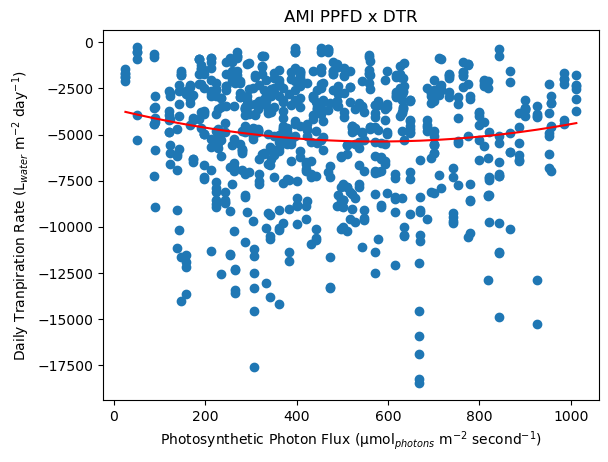 AMI PPFD x DTR
Daily Tranpiration Rate (L$_{water}$ m$^{-2}$ day$^{-1}$)
0
−2500
−5000
−7500
−10000
−12500
−15000
−17500
0 200 400 600 800 1000
Photosynthetic Photon Flux (μmol$_{photons}$ m$^{-2}$ second$^{-1}$)